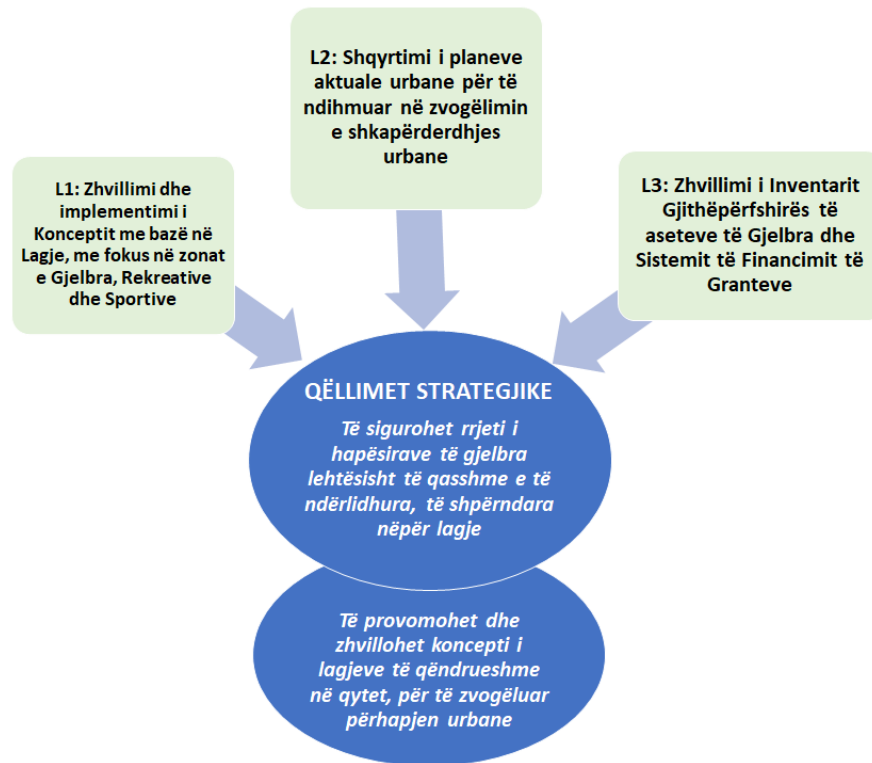 L2: Shqyrtimi i planeve
aktuale urbane për të
ndihmuar në zvogëlimin
e shkapërderdhjes
urbane
L1: Zhvillimi dhe
implementimi i
Konceptit me bazë në
Lagje, me fokus në zonat
e Gjelbra, Rekreative
dhe Sportive
L3: Zhvillimi i Inventarit
Gjithëpërfshirës të
aseteve të Gjelbra dhe
Sistemit të Financimit të
Granteve
QËLLIMET STRATEGJIKE
Të sigurohet rrjeti i
hapësirave të gjelbra
lehtësisht të qasshme e të
ndërlidhura, të shpërndara
nëpër lagje
Të provomohet dhe
zhvillohet koncepti i
lagjeve të qëndrueshme
në qytet, për të zvogëluar
përhapjen urbane